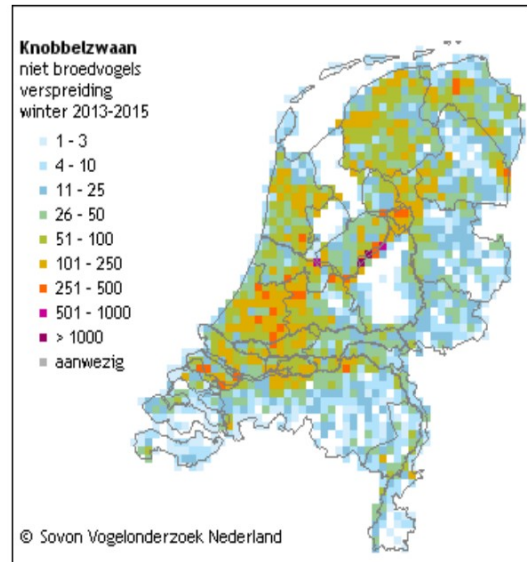 Knobbelzwaan
niet broedvogels
verspreiding
winter 2013-2015
1 - 3
4 - 10
11 - 25
26 - 50
51 - 100
101 - 250
251 - 500
501 - 1000
> 1000
aanwezig
© Sovon Vogelonderzoek Nederland